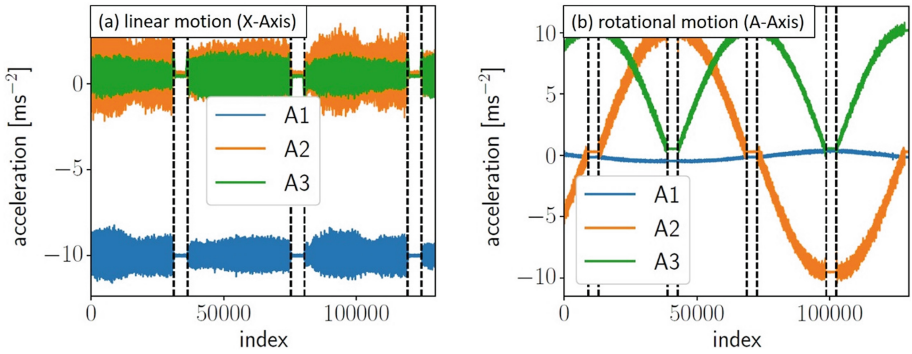 (a) linear motion (X-Axis)
acceleration [ms⁻²]
0
−5
−10
A1
A2
A3
0
50000
100000
index
(b) rotational motion (A-Axis)
acceleration [ms⁻²]
10
5
0
−5
−10
A1
A2
A3
0
50000
100000
index